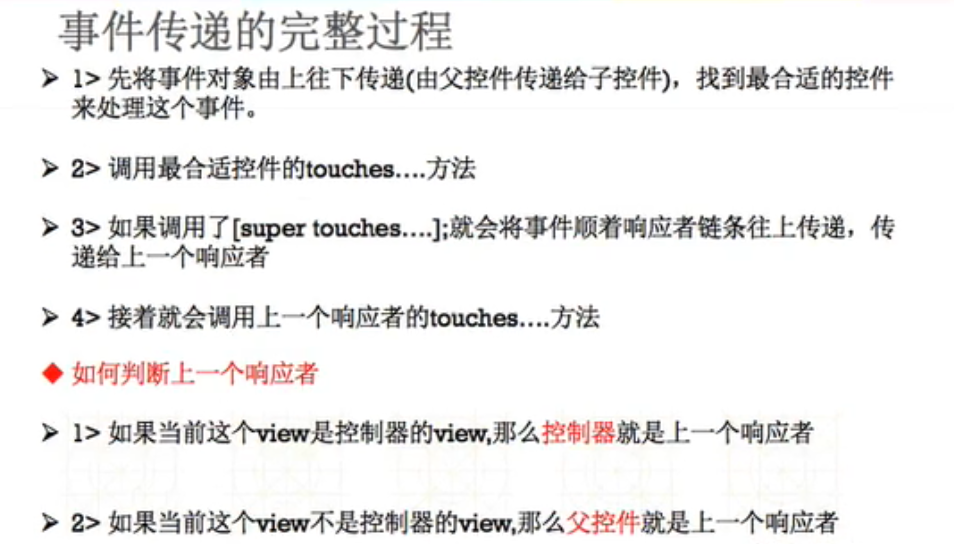 事件传递的完整过程
➢ 1> 先将事件对象由上往下传递(由父控件传递给子控件)，找到最合适的控件
来处理这个事件。
➢ 2> 调用最合适控件的touches….方法
➢ 3> 如果调用了[super touches….];就会将事件顺着响应者链条往上传递，传
递给上一个响应者
➢ 4> 接着就会调用上一个响应者的touches….方法
◆ 如何判断上一个响应者
➢ 1> 如果当前这个view是控制器的view,那么控制器就是上一个响应者
➢ 2> 如果当前这个view不是控制器的view,那么父控件就是上一个响应者